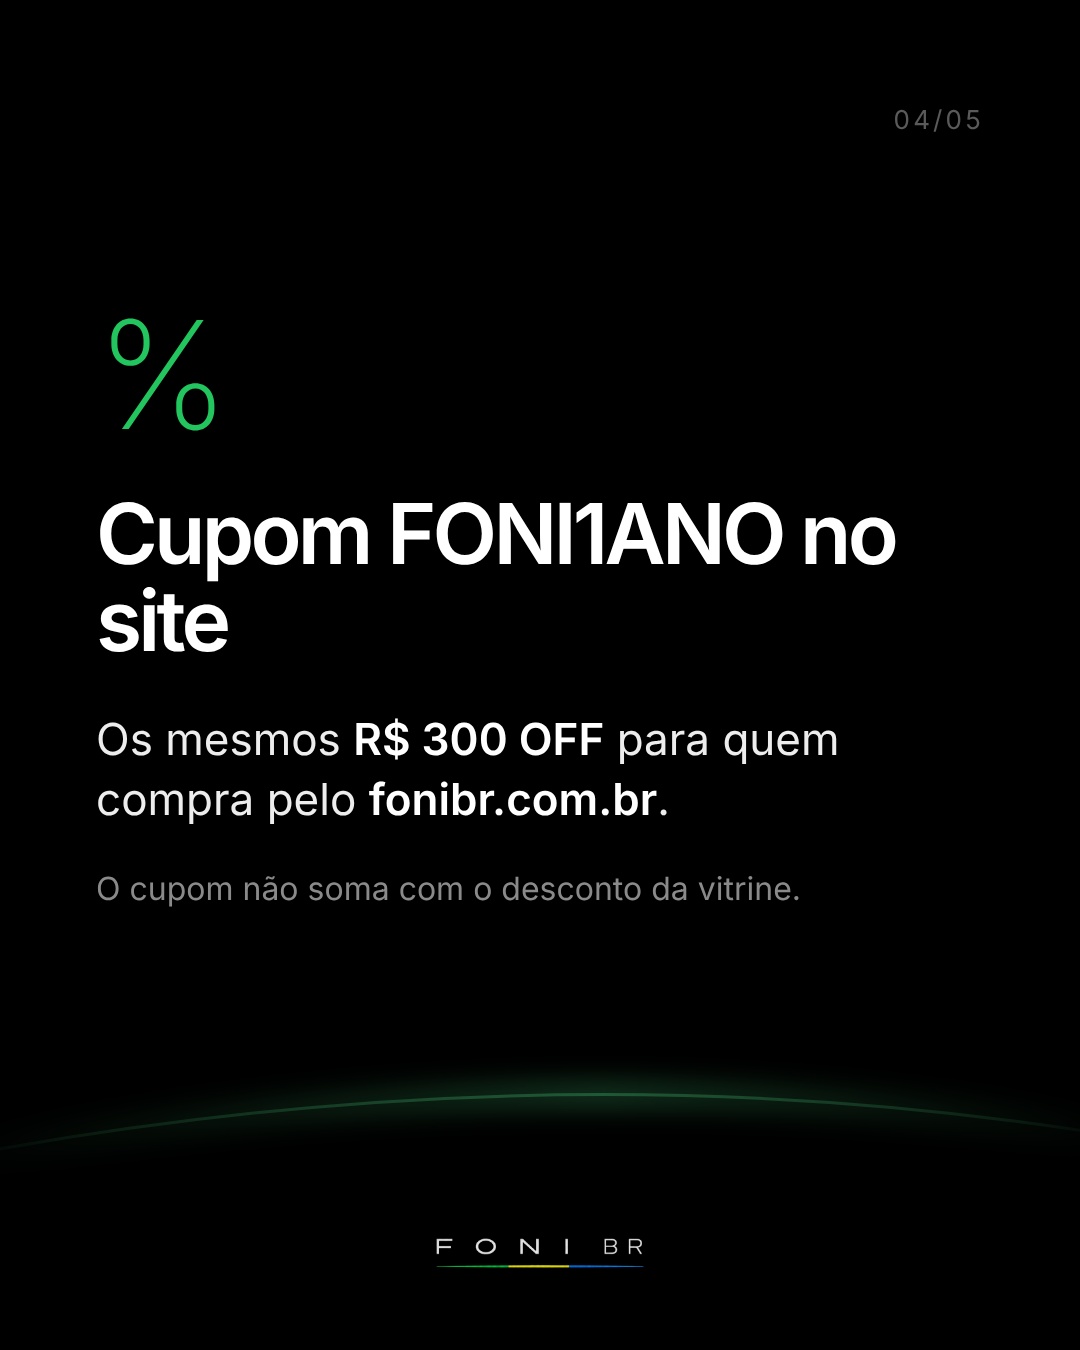 04/05
%
Cupom FONI1ANO no
site
Os mesmos R$ 300 OFF para quem
compra pelo fonibr.com.br.
O cupom não soma com o desconto da vitrine.
FONI BR